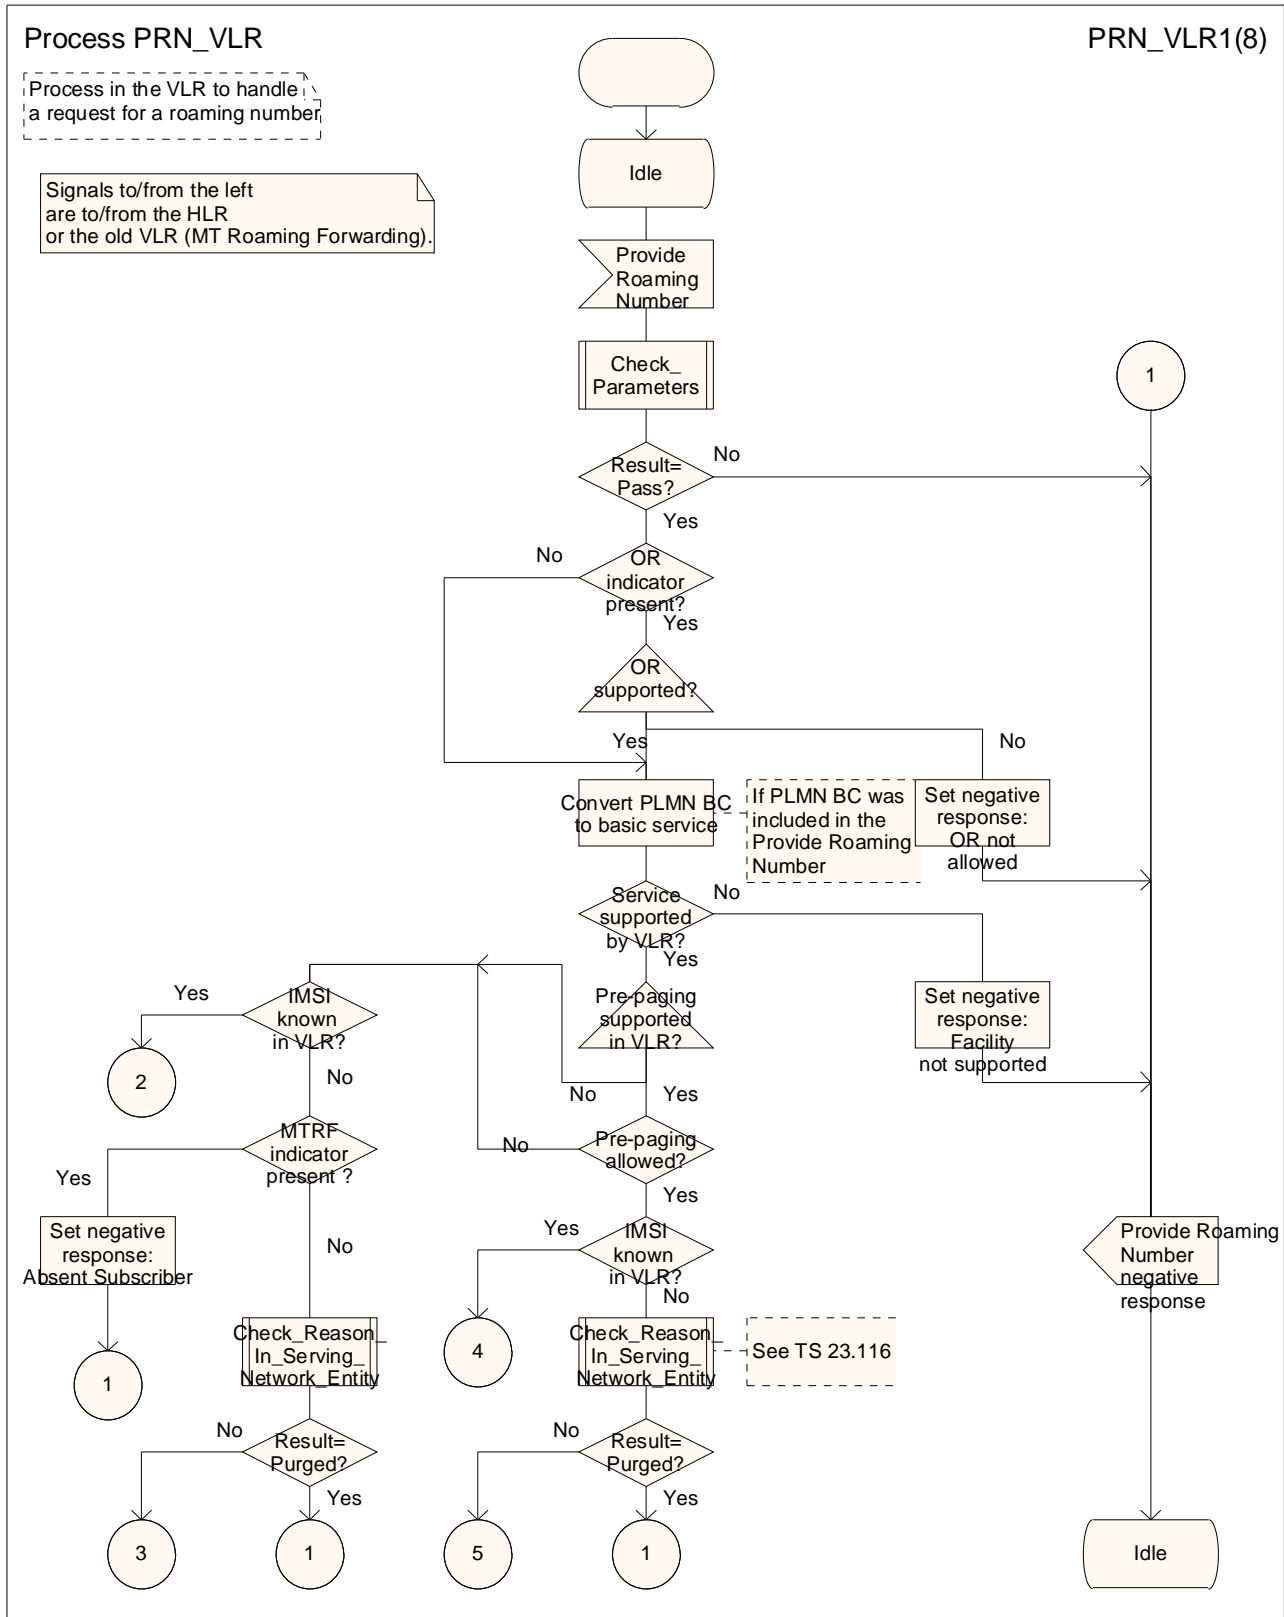 Process PRN_VLR
PRN_VLR1(8)
Process in the VLR to handle
a request for a roaming number
Signals to/from the left
are to/from the HLR
or the old VLR (MT Roaming Forwarding).
Idle
Provide
Roaming
Number
Check_
Parameters
1
Result=
Pass?
No
Yes
OR
indicator
present?
No
Yes
OR
supported?
Yes
No
Convert PLMN BC
to basic service
If PLMN BC was
included in the
Provide Roaming
Number
Set negative
response:
OR not
allowed
Service
supported
by VLR?
No
Yes
Pre-paging
supported
in VLR?
Set negative
response:
Facility
not supported
IMSI
known
in VLR?
Yes
2
No
No
Yes
MTRF
indicator
present ?
Yes
No
Pre-paging
allowed?
No
Yes
Set negative
response:
Absent Subscriber
1
IMSI
known
in VLR?
Yes
No
4
Provide Roaming
Number
negative
response
Check_Reason_
In_Serving_
Network_Entity
Check_Reason_
In_Serving_
Network_Entity
See TS 23.116
Result=
Purged?
No
Yes
3
1
Result=
Purged?
No
Yes
5
1
Idle